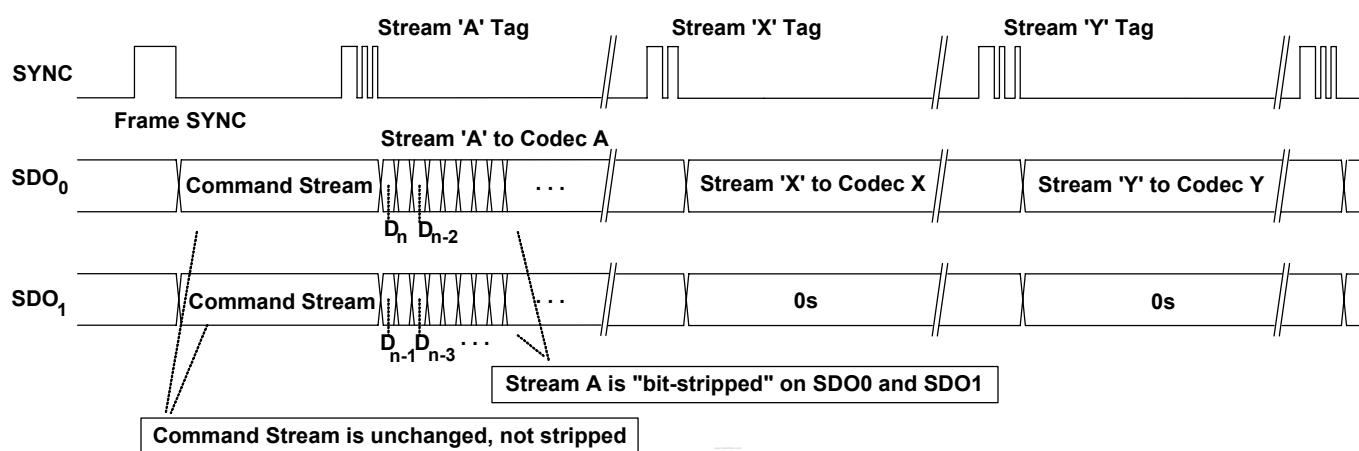 Stream 'A' Tag
Stream 'X' Tag
Stream 'Y' Tag
SYNC
Frame SYNC
Stream 'A' to Codec A
SDO0
Command Stream
. . .
Stream 'X' to Codec X
Stream 'Y' to Codec Y
Dn
Dn-2
SDO1
Command Stream
. . .
0s
0s
Dn-1
Dn-3
. . .
Stream A is "bit-stripped" on SDO0 and SDO1
Command Stream is unchanged, not stripped